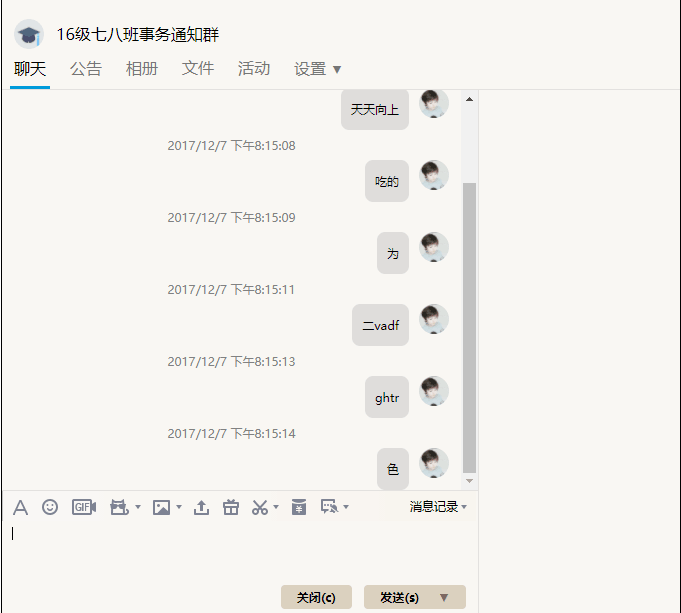 16级七八班事务通知群
聊天 公告 相册 文件 活动 设置 ▼
天天向上
2017/12/7 下午8:15:08
吃的
2017/12/7 下午8:15:09
为
2017/12/7 下午8:15:11
二vadf
2017/12/7 下午8:15:13
ghtr
2017/12/7 下午8:15:14
色
GIF 消息记录
关闭(c) 发送(s) ▼